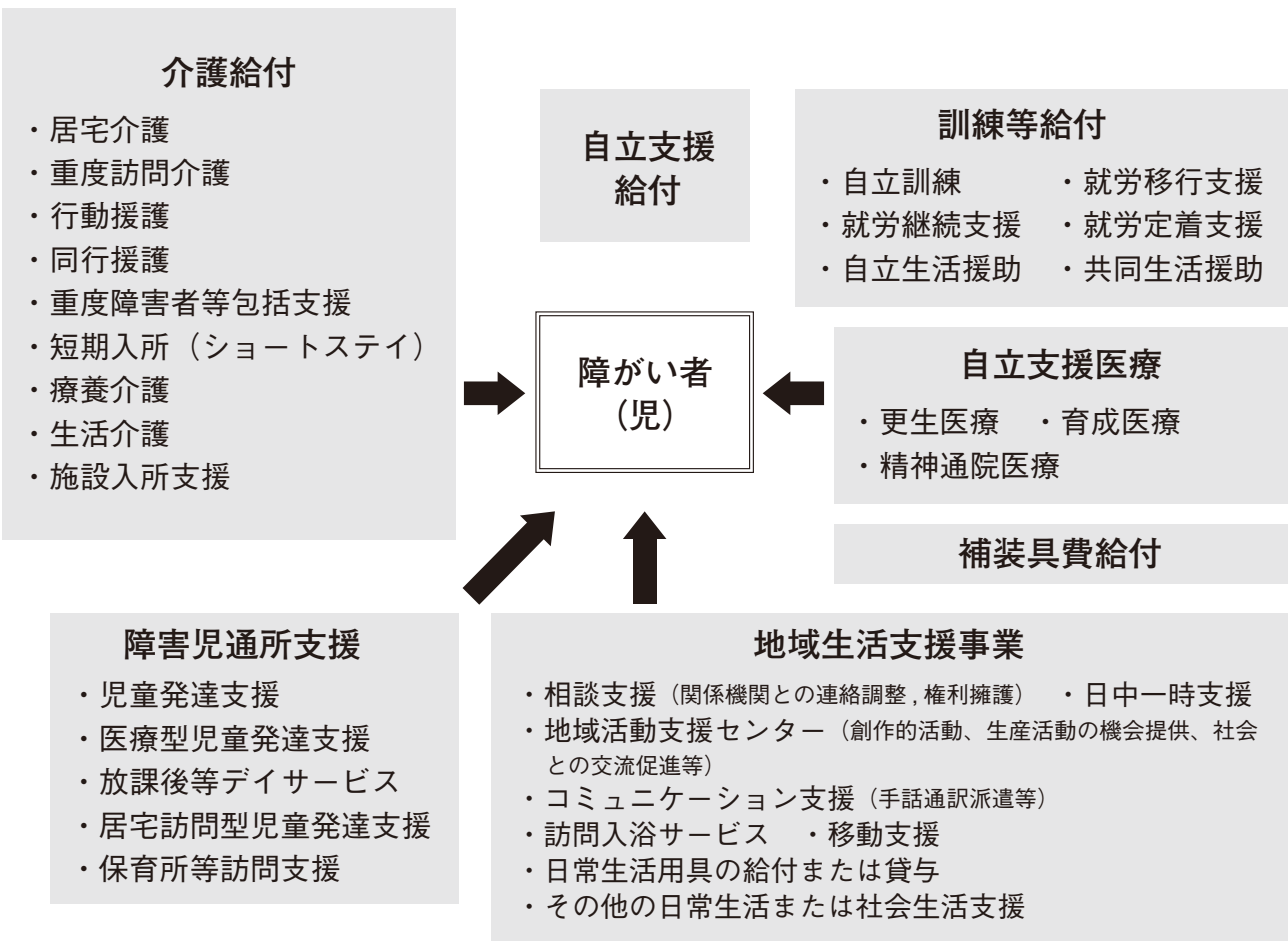 介護給付
・居宅介護
・重度訪問介護
・行動援護
・同行援護
・重度障害者等包括支援
・短期入所（ショートステイ）
・療養介護
・生活介護
・施設入所支援
自立支援
給付
訓練等給付
・自立訓練　・就労移行支援
・就労継続支援　・就労定着支援
・自立生活援助　・共同生活援助
障がい者
（児）
自立支援医療
・更生医療　・育成医療
・精神通院医療
補装具費給付
障害児通所支援
・児童発達支援
・医療型児童発達支援
・放課後等デイサービス
・居宅訪問型児童発達支援
・保育所等訪問支援
地域生活支援事業
・相談支援（関係機関との連絡調整 , 権利擁護）　・日中一時支援
・地域活動支援センター（創作的活動、生産活動の機会提供、社会
との交流促進等）
・コミュニケーション支援（手話通訳派遣等）
・訪問入浴サービス　・移動支援
・日常生活用具の給付または貸与
・その他の日常生活または社会生活支援